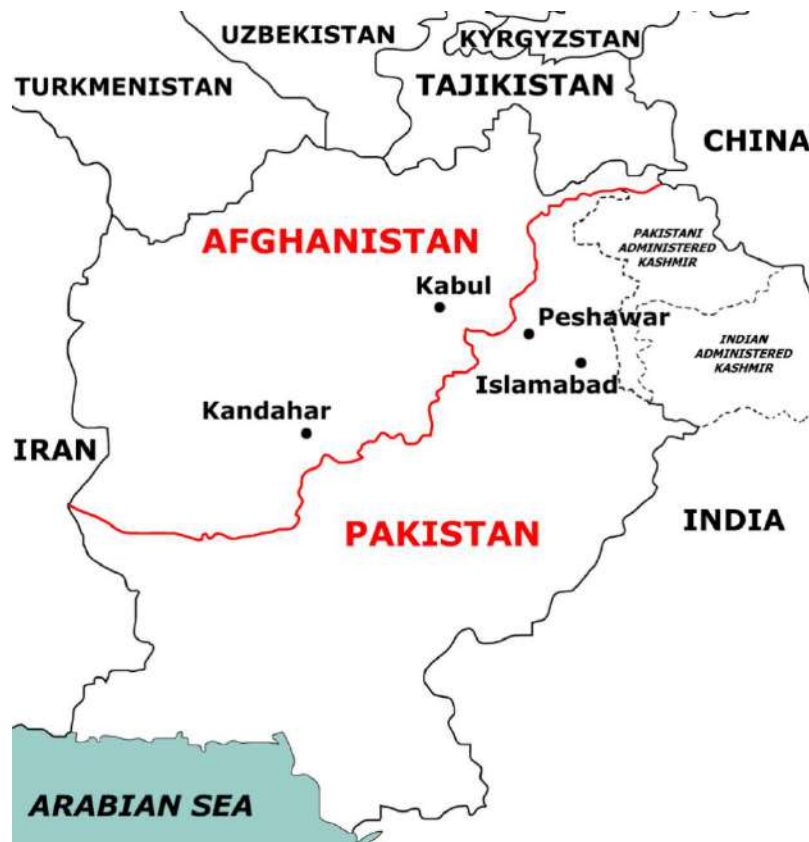 UZBEKISTAN
KYRGYZSTAN
TURKMENISTAN
TAJIKISTAN
CHINA
AFGHANISTAN
PAKISTANI
ADMINISTERED
KASHMIR
Kabul
Peshawar
INDIAN
ADMINISTERED
KASHMIR
Islamabad
Kandahar
IRAN
PAKISTAN
INDIA
ARABIAN SEA